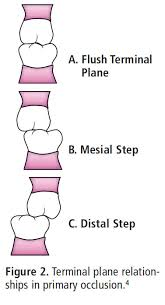 A. Flush Terminal
Plane
B. Mesial Step
C. Distal Step
Figure 2. Terminal plane relation-
ships in primary occlusion.4